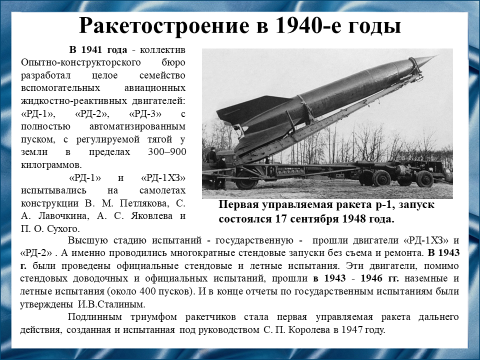 Ракетостроение в 1940-е годы
В 1941 года - коллектив
Опытно-конструкторского бюро
разработал целое семейство
вспомогательных авиационных
жидкостно-реактивных двигателей:
«РД-1», «РД-2», «РД-3» с
полностью автоматизированным
пуском, с регулируемой тягой у
земли в пределах 300–900
килограммов.
«РД-1» и «РД-1ХЗ»
испытывались на самолетах
конструкции В. М. Петлякова, С.
А. Лавочкина, А. С. Яковлева и
П. О. Сухого.
Первая управляемая ракета р-1, запуск
состоялся 17 сентября 1948 года.
Высшую стадию испытаний - государственную - прошли двигатели «РД-1ХЗ» и
«РД-2» . А именно проводились многократные стендовые запуски без съема и ремонта. В 1943
г. были проведены официальные стендовые и летные испытания. Эти двигатели, помимо
стендовых доводочных и официальных испытаний, прошли в 1943 - 1946 гг. наземные и
летные испытания (около 400 пусков). И в конце отчеты по государственным испытаниям были
утверждены И.В.Сталиным.
Подлинным триумфом ракетчиков стала первая управляемая ракета дальнего
действия, созданная и испытанная под руководством С. П. Королева в 1947 году.